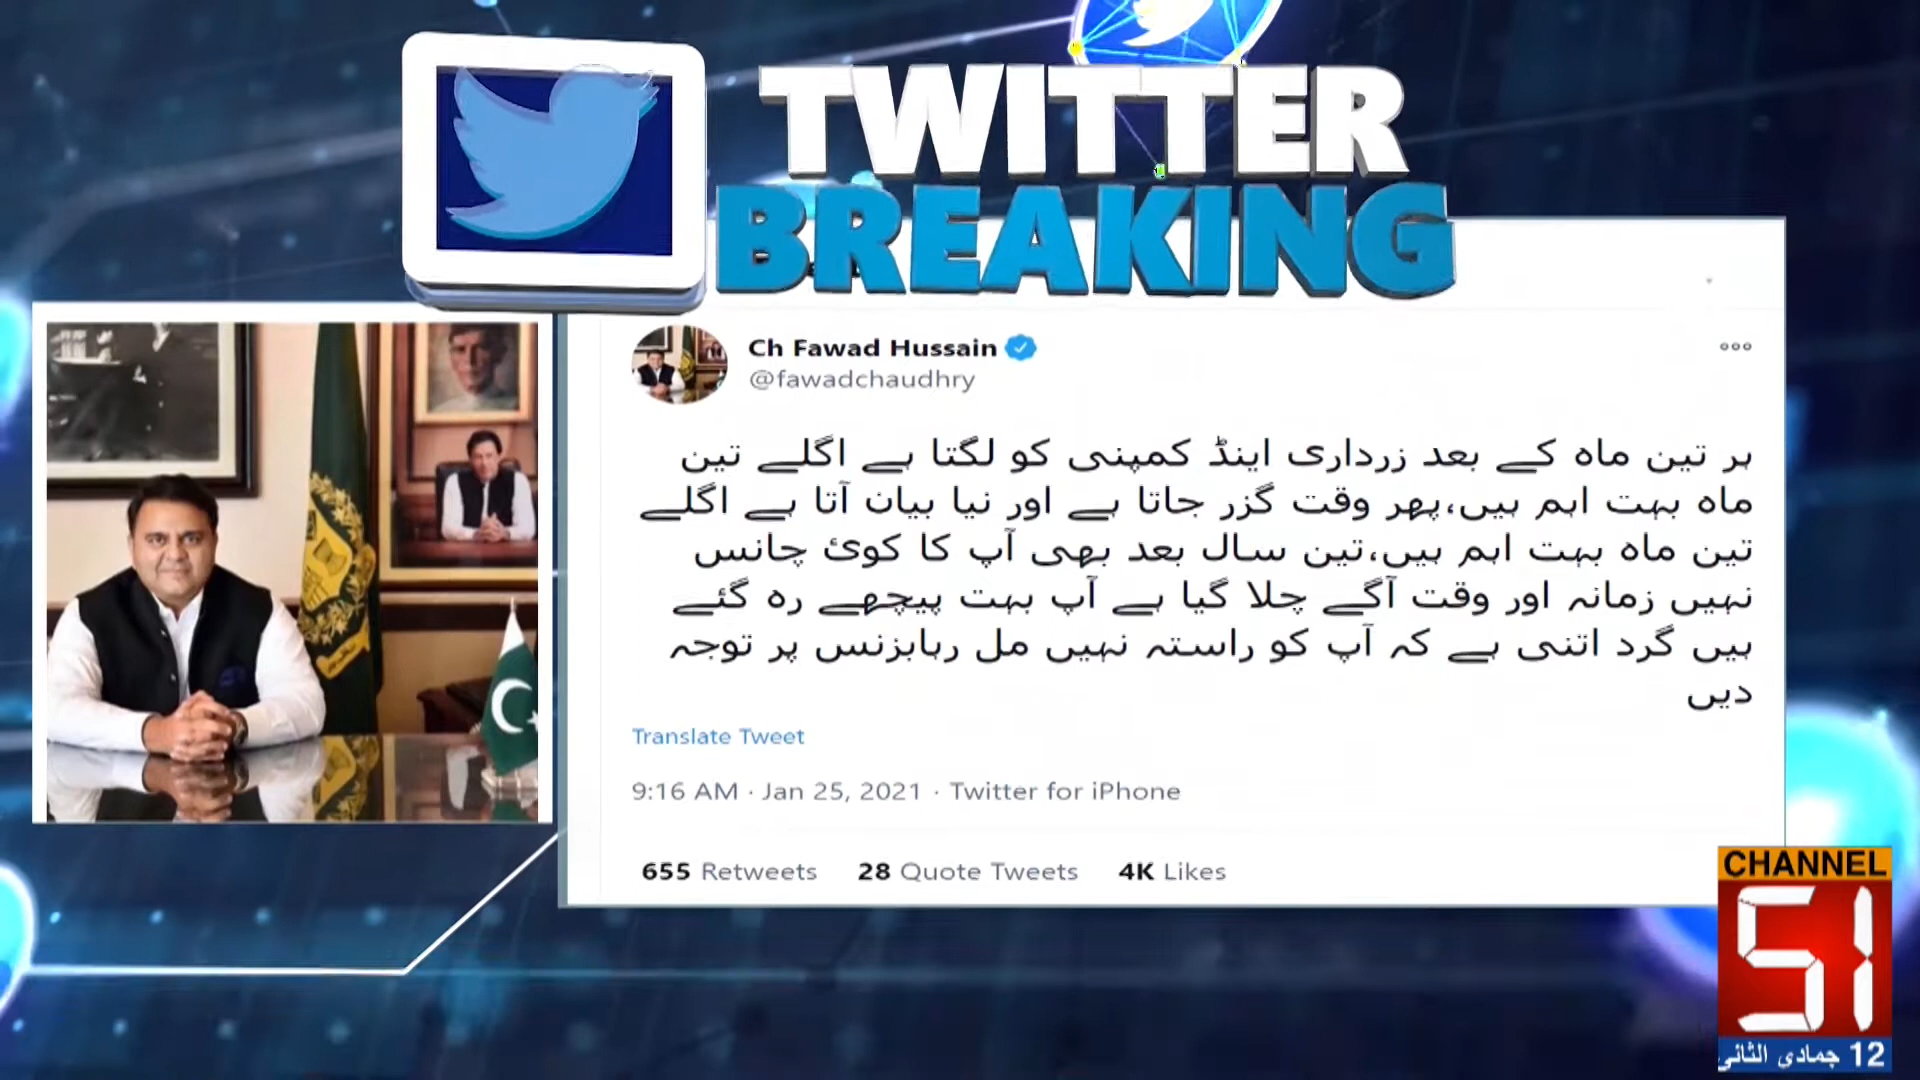 TWITTER
BREAKING
Ch Fawad Hussain
@fawadchaudhry
ہر تین ماہ کے بعد زرداری اینڈ کمپنی کو لگتا ہے اگلے تین
ماہ بہت اہم ہیں،پھر وقت گزر جاتا ہے اور نیا بیان آتا ہے اگلے
تین ماہ بہت اہم ہیں،تین سال بعد بھی آپ کا کوئ چانس
نہیں زمانہ اور وقت آگے چلا گیا ہے آپ بہت پیچھے رہ گئے
ہیں گرد اتنی ہے کہ آپ کو راستہ نہیں مل رہابزنس پر توجہ
دیں
Translate Tweet
9:16 AM · Jan 25, 2021 · Twitter for iPhone
655 Retweets 28 Quote Tweets 4K Likes
CHANNEL
51
12 جمادی الثانی